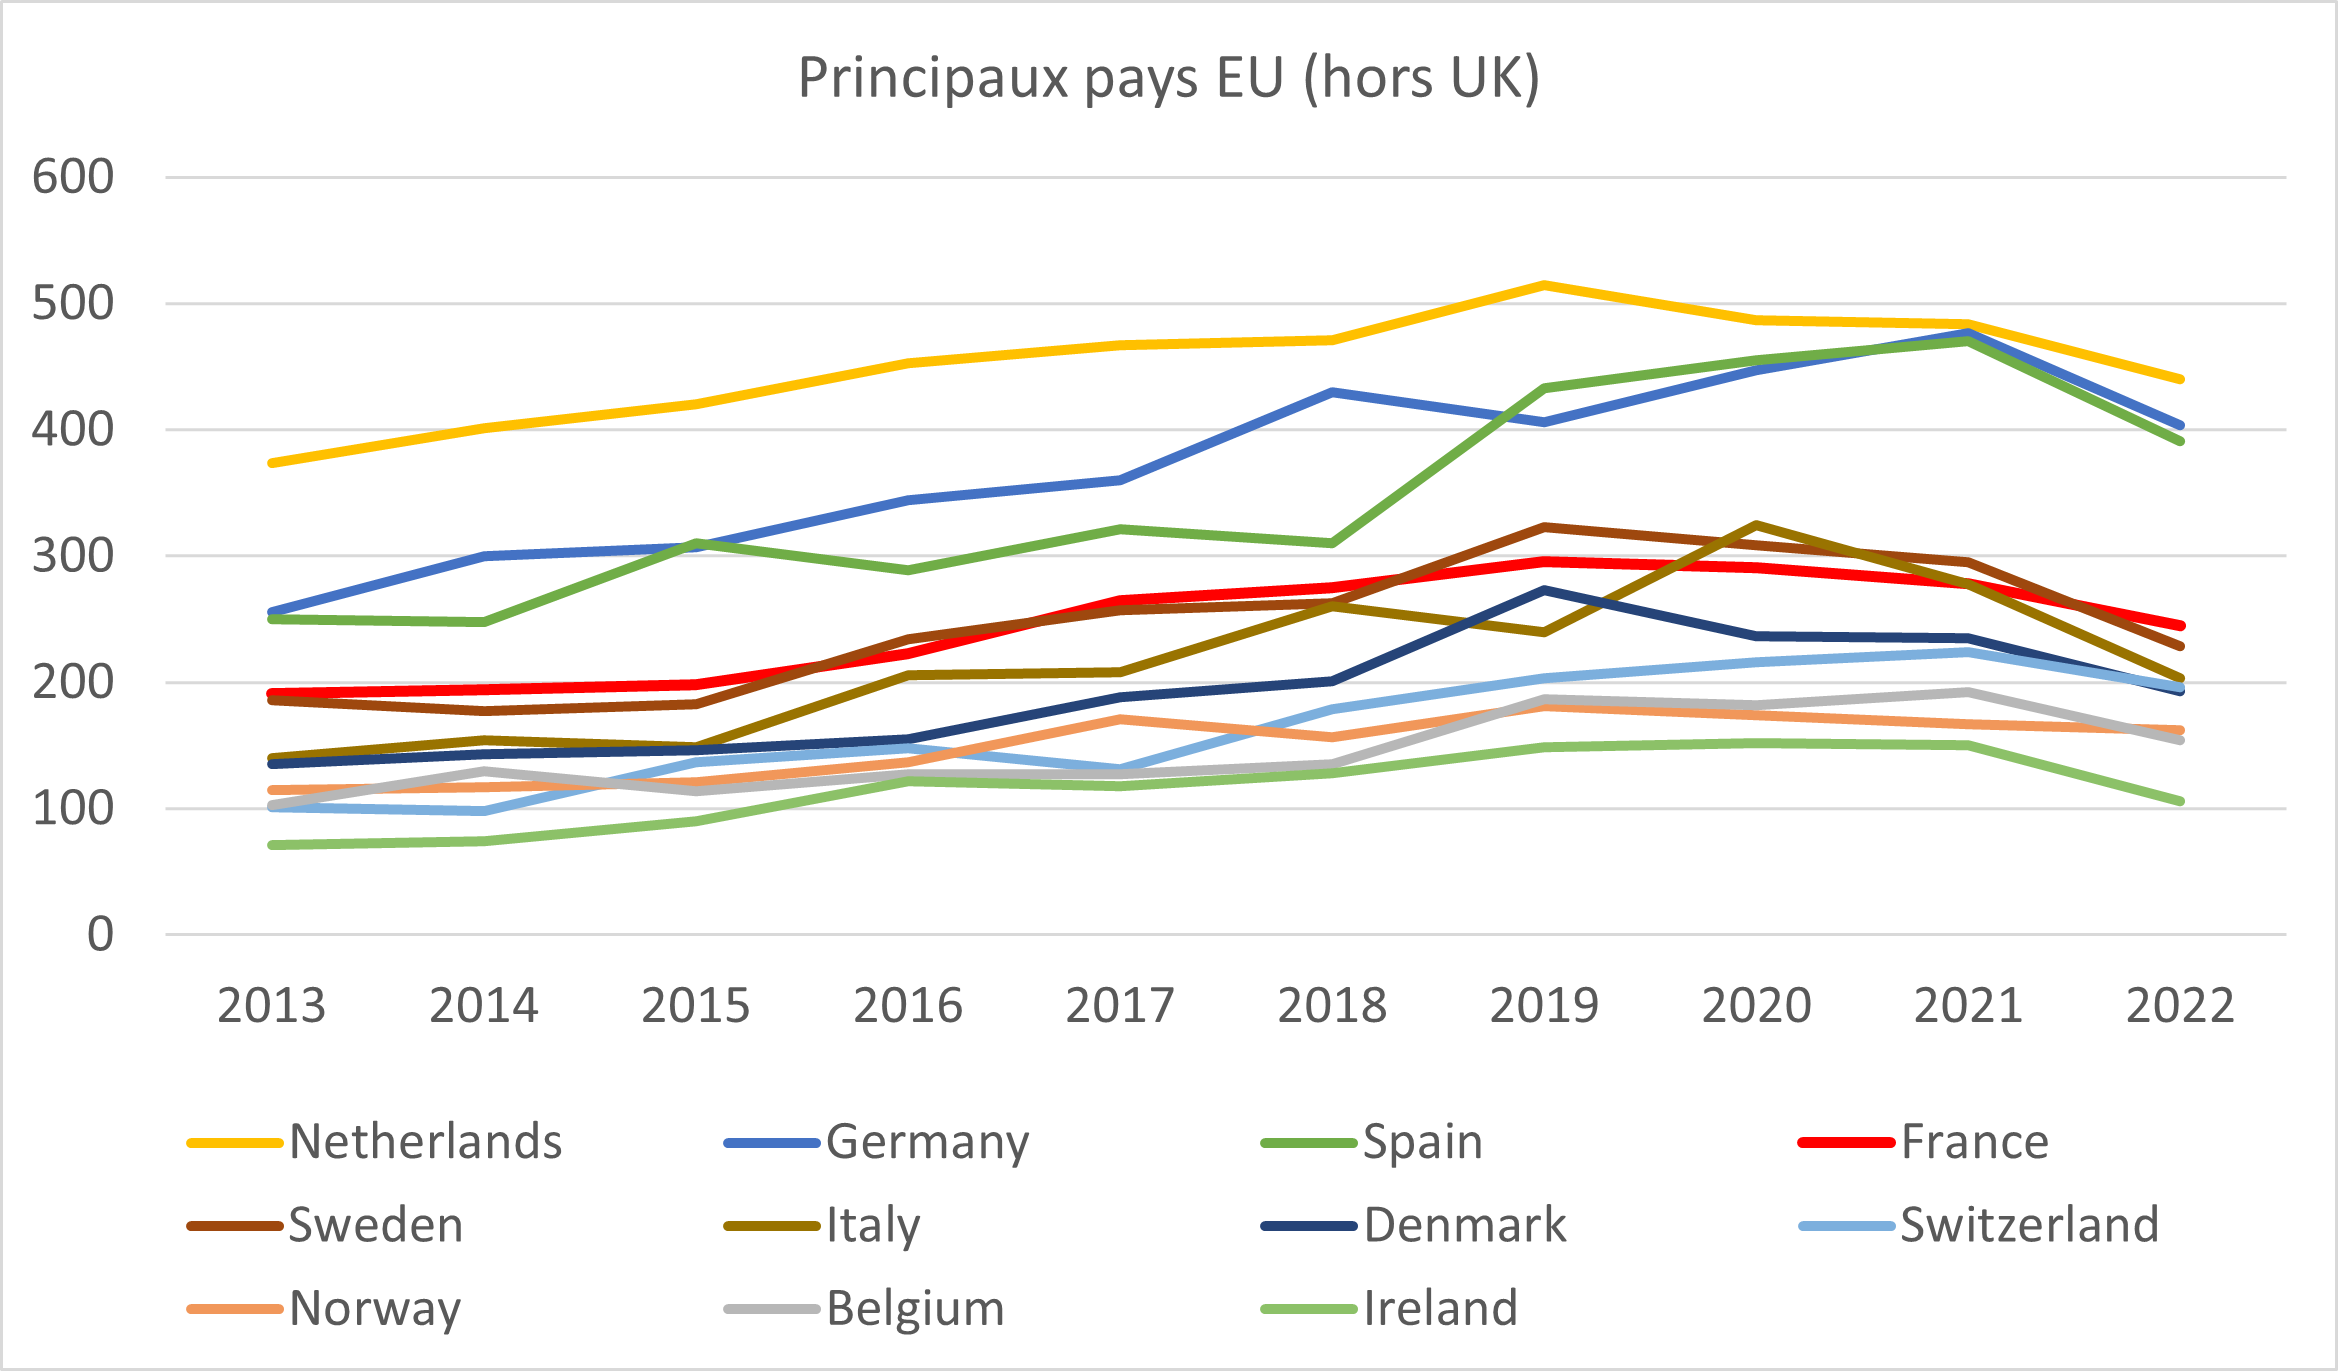 Principaux pays EU (hors UK)
600
500
400
300
200
100
0
2013 2014 2015 2016 2017 2018 2019 2020 2021 2022
Netherlands Germany Spain France
Sweden Italy Denmark Switzerland
Norway Belgium Ireland